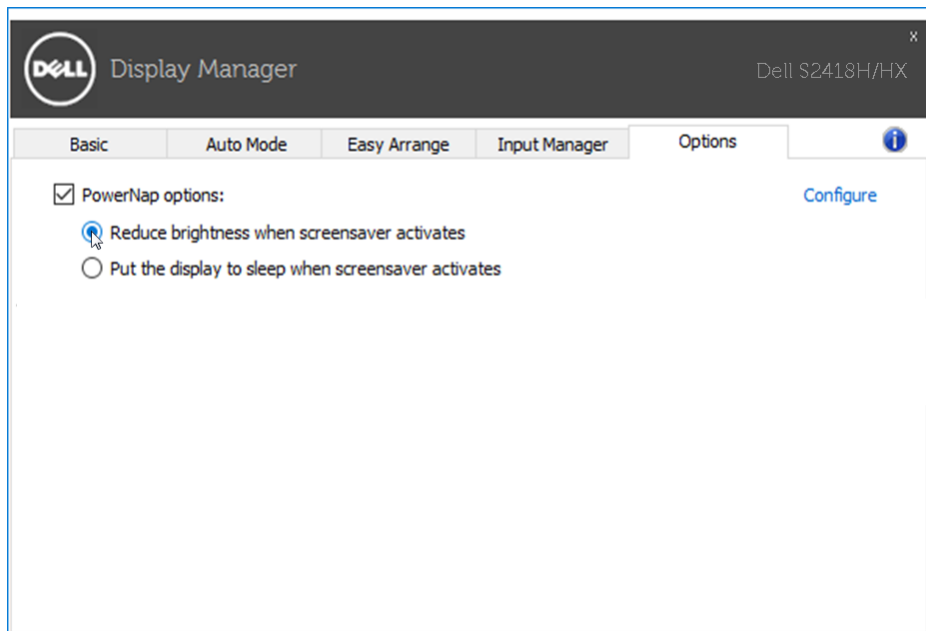 x
DELL Display Manager
Dell S2418H/HX
Basic Auto Mode Easy Arrange Input Manager Options i
PowerNap options: Configure
Reduce brightness when screensaver activates
Put the display to sleep when screensaver activates